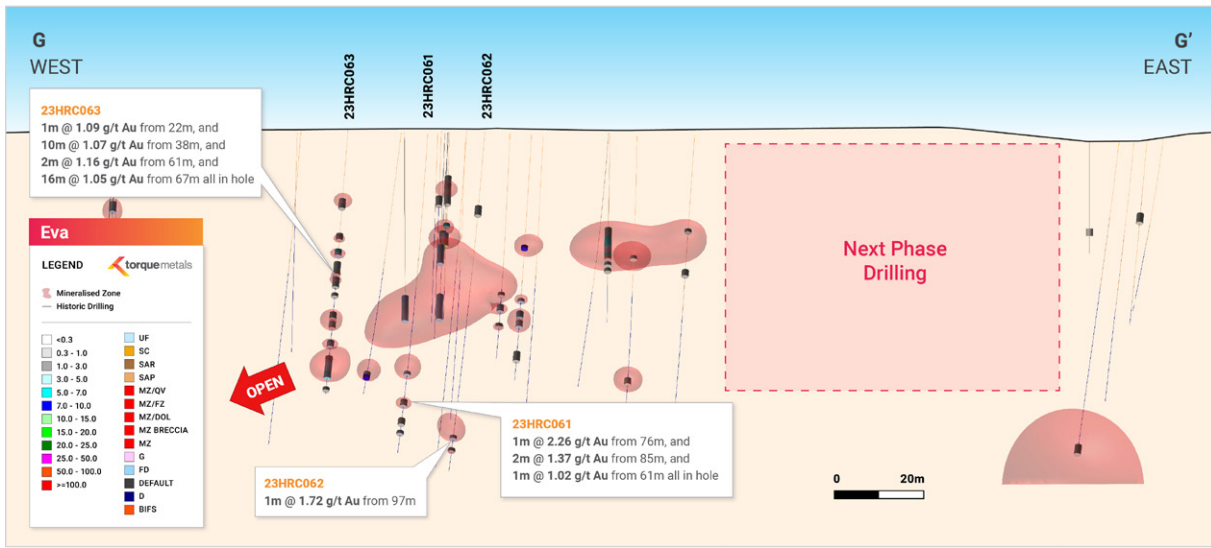 G
WEST
G'
EAST
23HRC063
23HRC061
23HRC062
23HRC063
1m @ 1.09 g/t Au from 22m, and
10m @ 1.07 g/t Au from 38m, and
2m @ 1.16 g/t Au from 61m, and
16m @ 1.05 g/t Au from 67m all in hole
Eva
LEGEND
torquemetals
Mineralised Zone
Historic Drilling
<0.3
0.3 - 1.0
1.0 - 3.0
3.0 - 5.0
5.0 - 7.0
7.0 - 10.0
10.0 - 15.0
15.0 - 20.0
20.0 - 25.0
25.0 - 50.0
50.0 - 100.0
>=100.0
UF
SC
SAR
SAP
MZ/QV
MZ/FZ
MZ/DOL
MZ BRECCIA
MZ
G
FD
DEFAULT
D
BIFS
OPEN
Next Phase
Drilling
23HRC061
1m @ 2.26 g/t Au from 76m, and
2m @ 1.37 g/t Au from 85m, and
1m @ 1.02 g/t Au from 61m all in hole
23HRC062
1m @ 1.72 g/t Au from 97m
0 20m